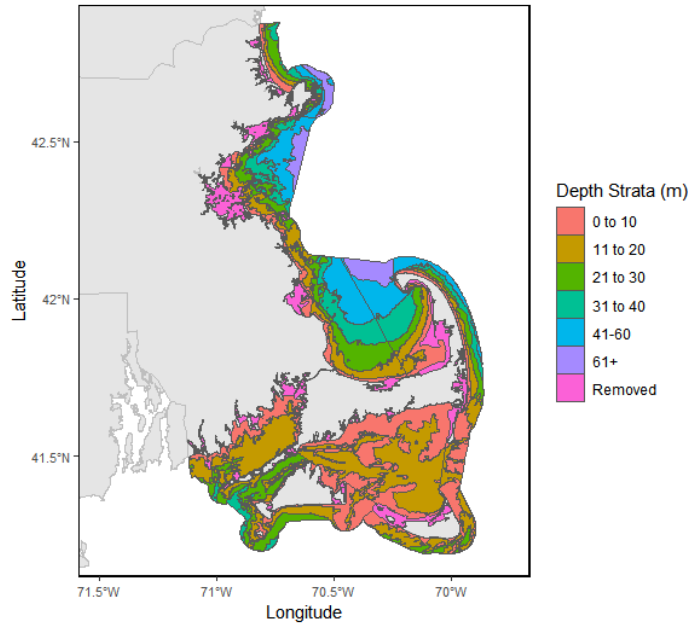 42.5°N
42°N
41.5°N
Latitude
71.5°W
71°W
70.5°W
70°W
Longitude
Depth Strata (m)
0 to 10
11 to 20
21 to 30
31 to 40
41-60
61+
Removed